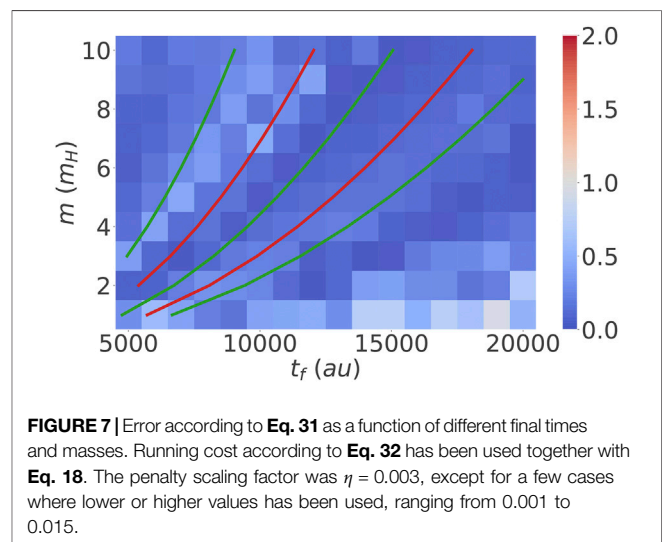 10
8
6
4
2
m (m_H)
5000 10000 15000 20000
t_f (au)
2.0
1.5
1.0
0.5
0.0
FIGURE 7 | Error according to Eq. 31 as a function of different final times
and masses. Running cost according to Eq. 32 has been used together with
Eq. 18. The penalty scaling factor was η = 0.003, except for a few cases
where lower or higher values has been used, ranging from 0.001 to
0.015.